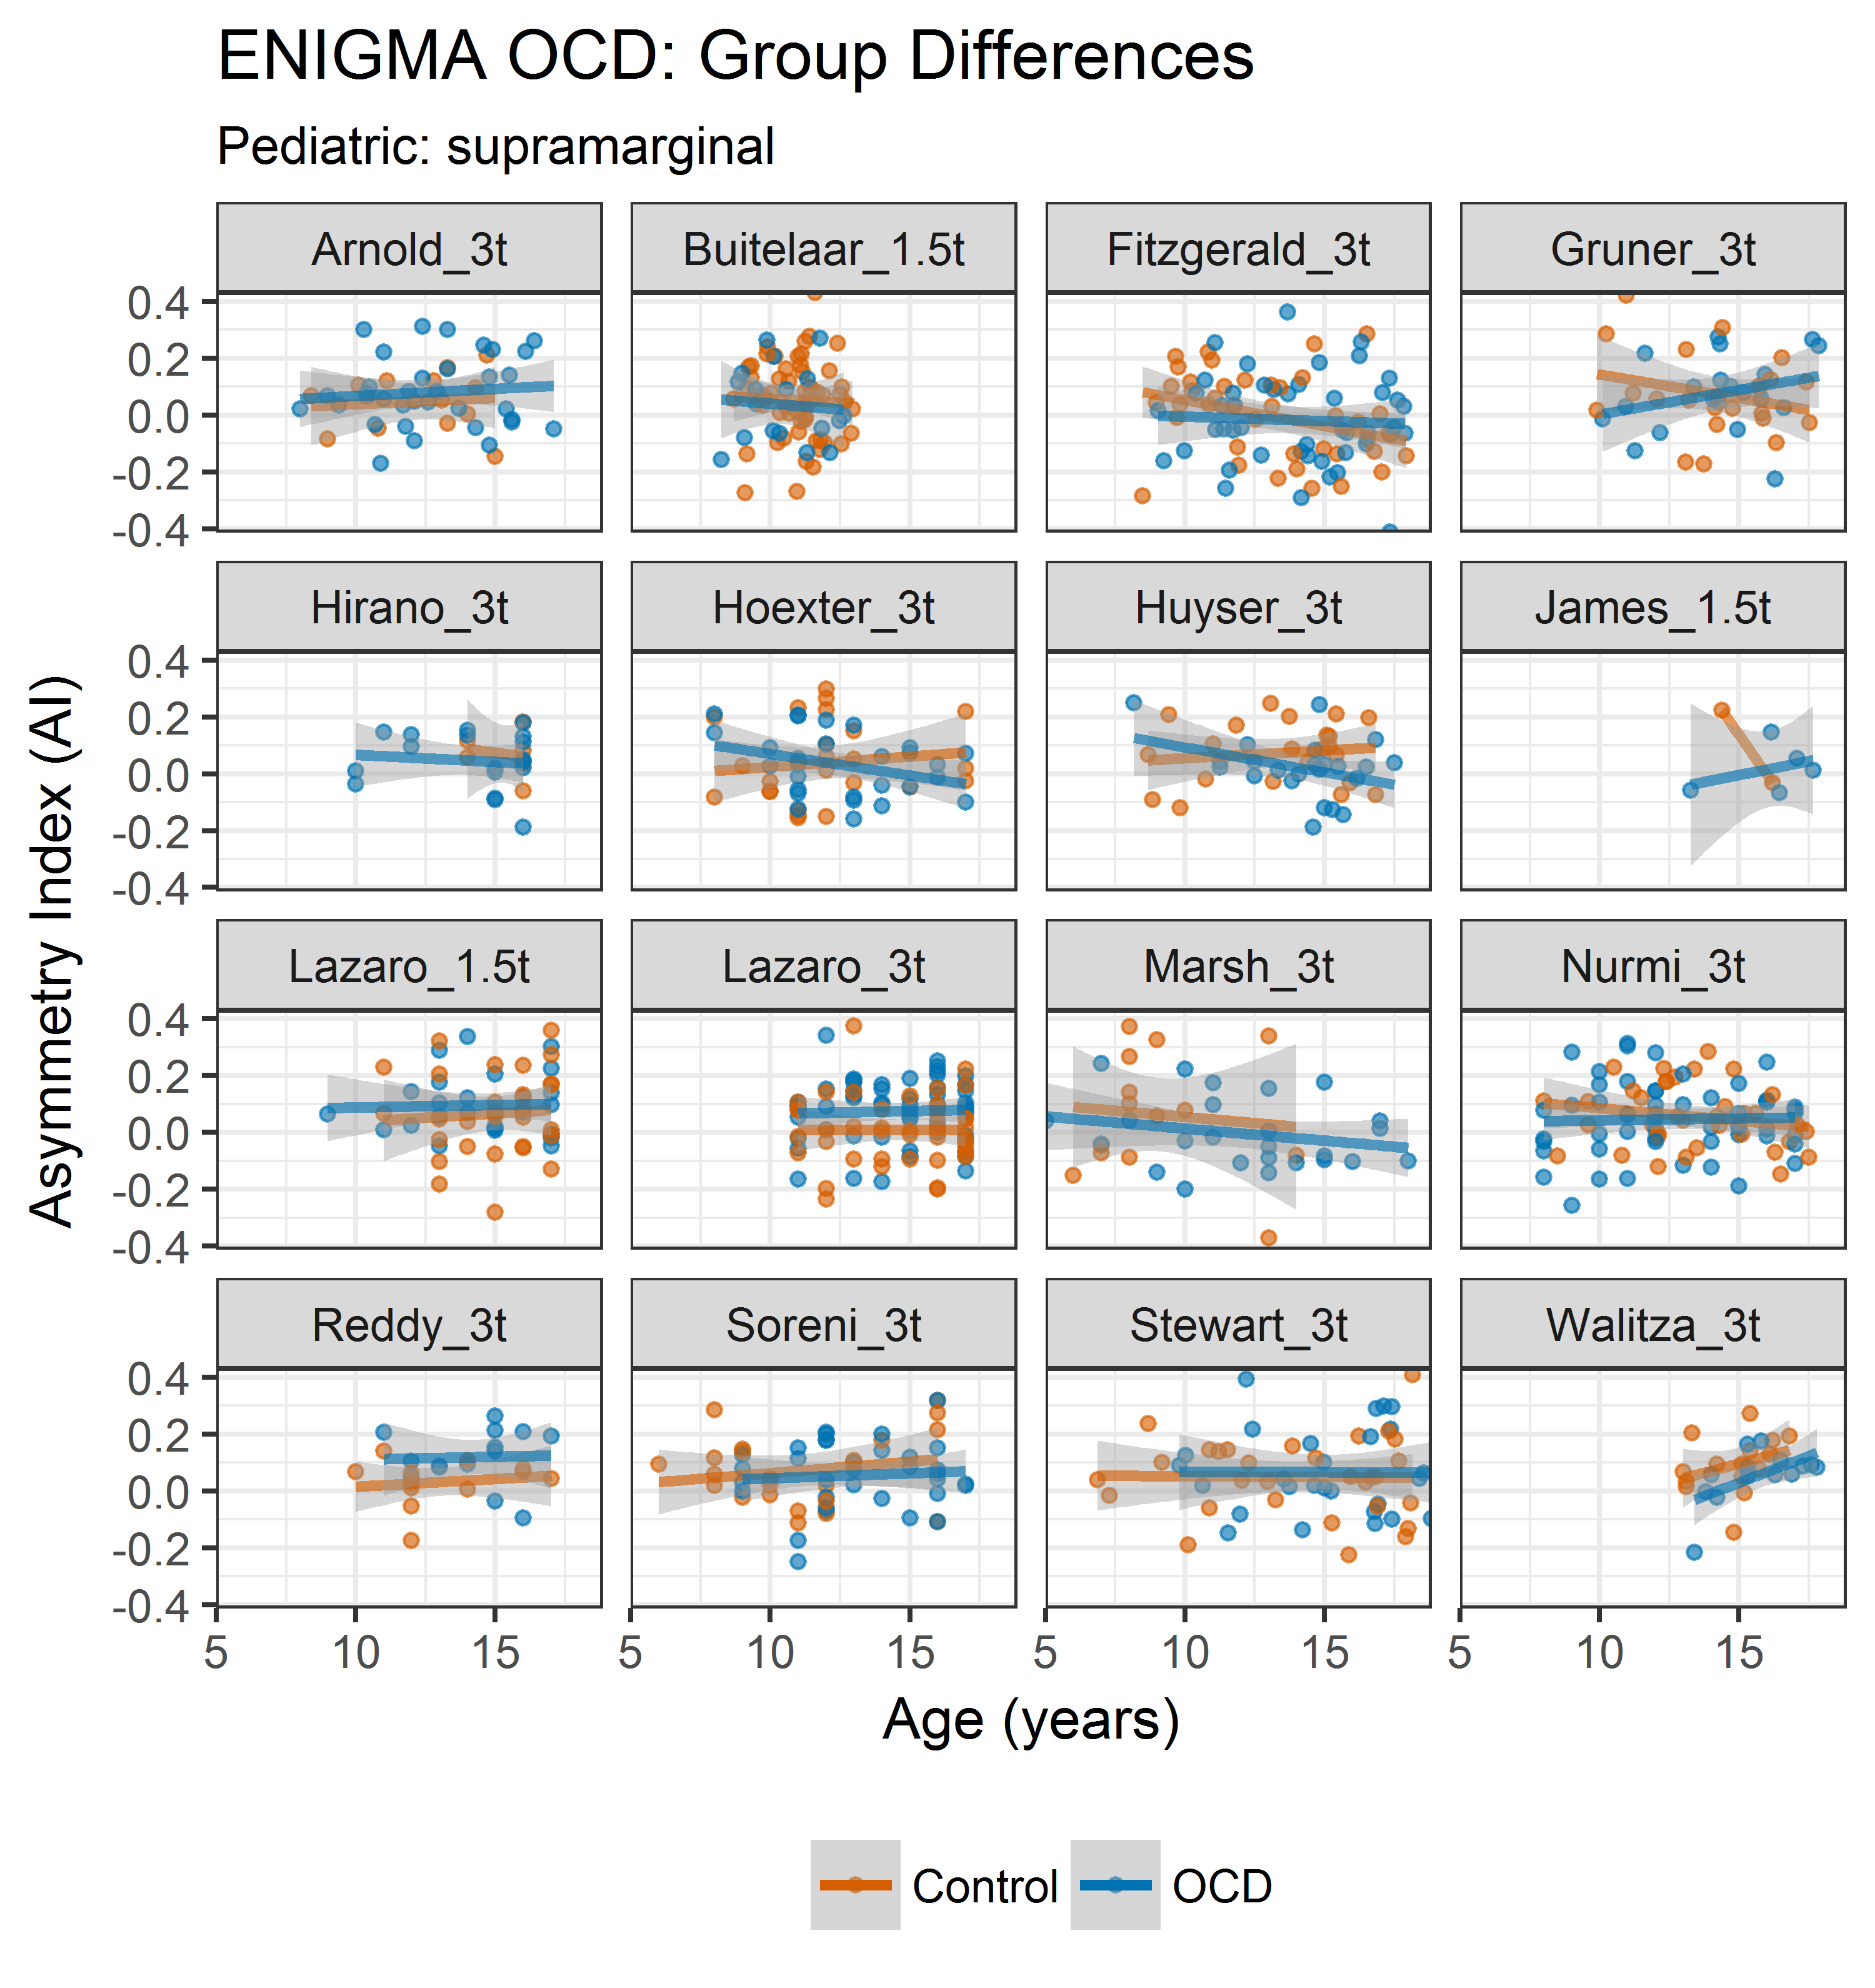 ENIGMA OCD: Group Differences
Pediatric: supramarginal
Arnold_3t Buitelaar_1.5t Fitzgerald_3t Gruner_3t
0.4
0.2
0.0
-0.2
-0.4
Hirano_3t Hoexter_3t Huyser_3t James_1.5t
0.4
0.2
0.0
-0.2
-0.4
Lazaro_1.5t Lazaro_3t Marsh_3t Nurmi_3t
0.4
0.2
0.0
-0.2
-0.4
Reddy_3t Soreni_3t Stewart_3t Walitza_3t
0.4
0.2
0.0
-0.2
-0.4
5 10 15 5 10 15 5 10 15 5 10 15
Asymmetry Index (AI)
Age (years)
Control OCD